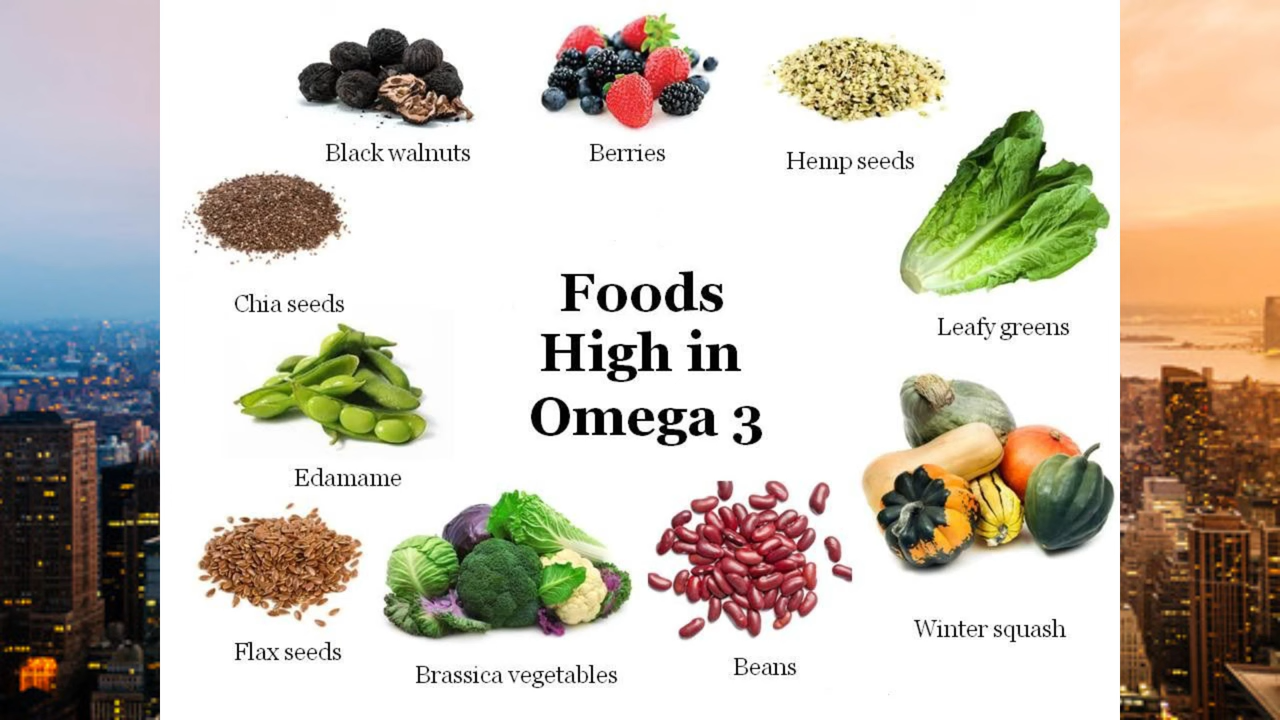 Black walnuts
Berries
Hemp seeds
Chia seeds
Leafy greens
Foods
High in
Omega 3
Edamame
Flax seeds
Brassica vegetables
Beans
Winter squash